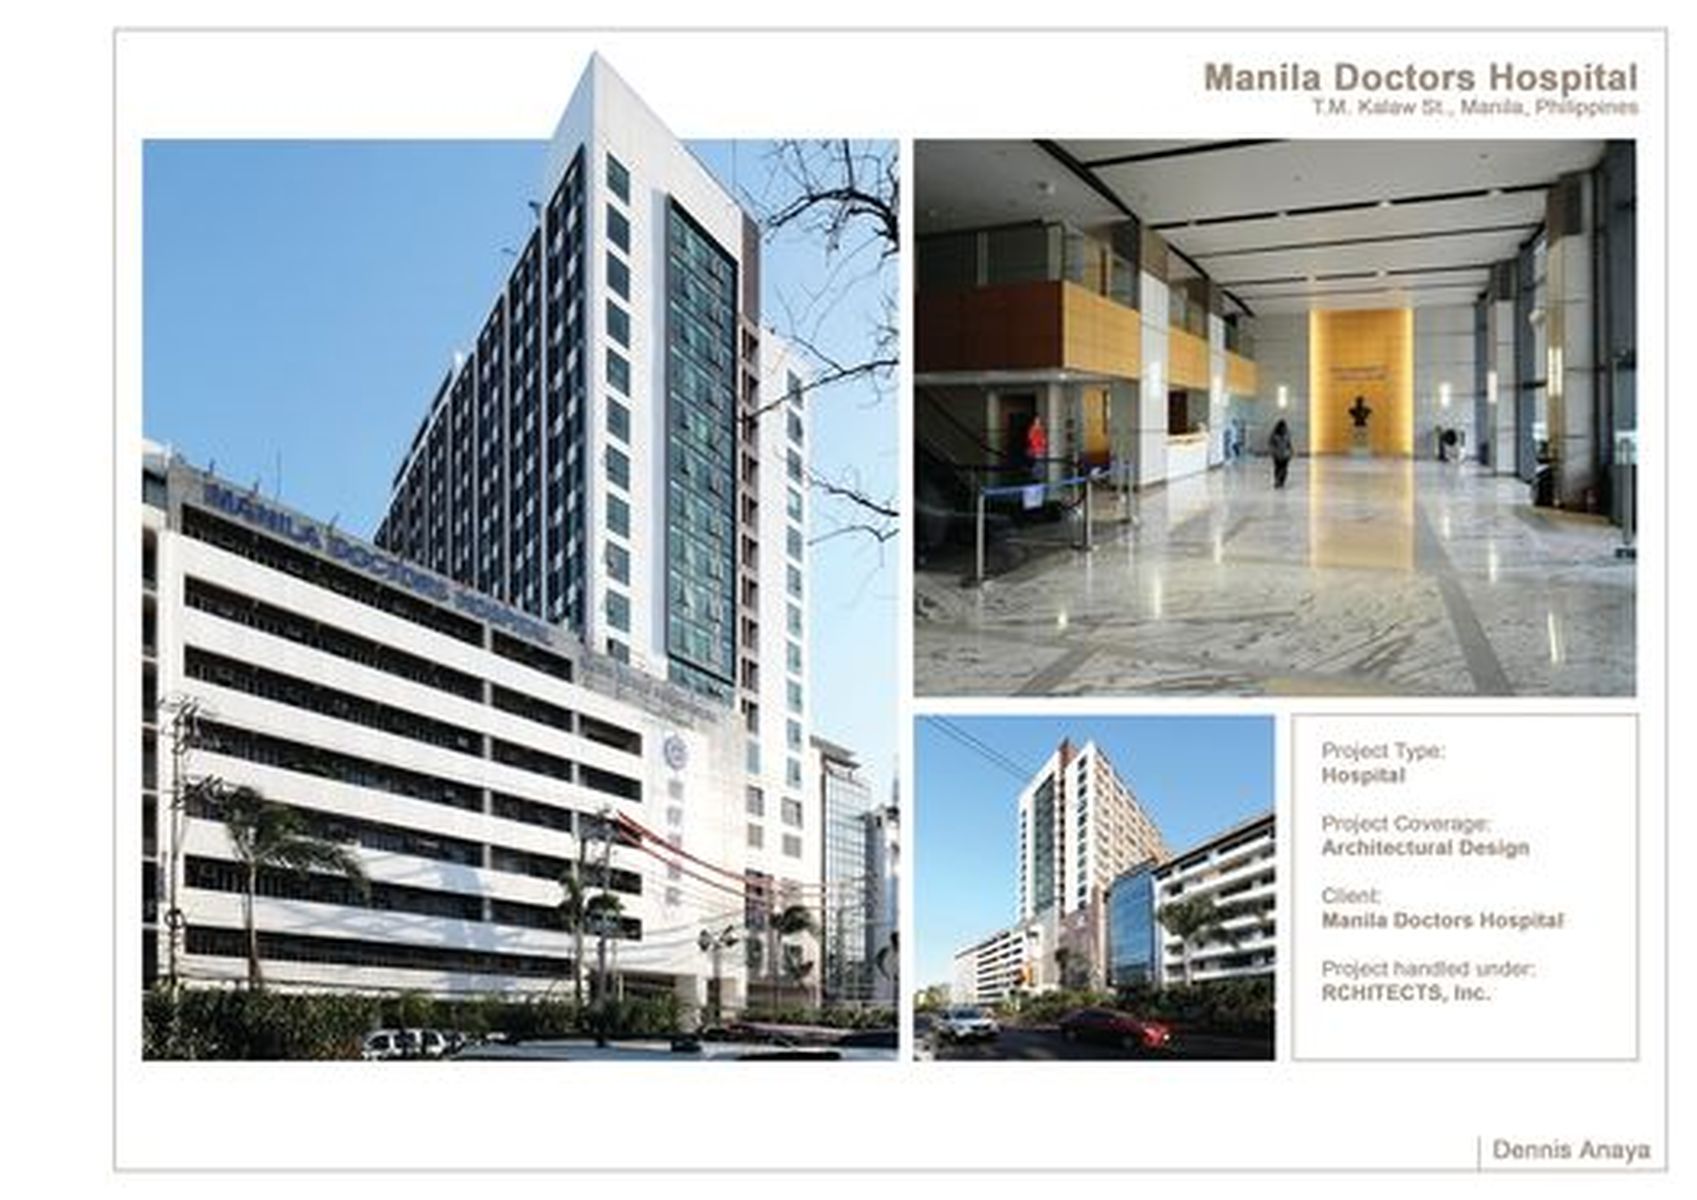 Manila Doctors Hospital
T.M. Kalaw St., Manila, Philippines
MANILA DOCTORS HOSPITAL
Project Type:
Hospital
Project Coverage:
Architectural Design
Client:
Manila Doctors Hospital
Project handled under:
RCHITECTS, Inc.
Dennis Anaya